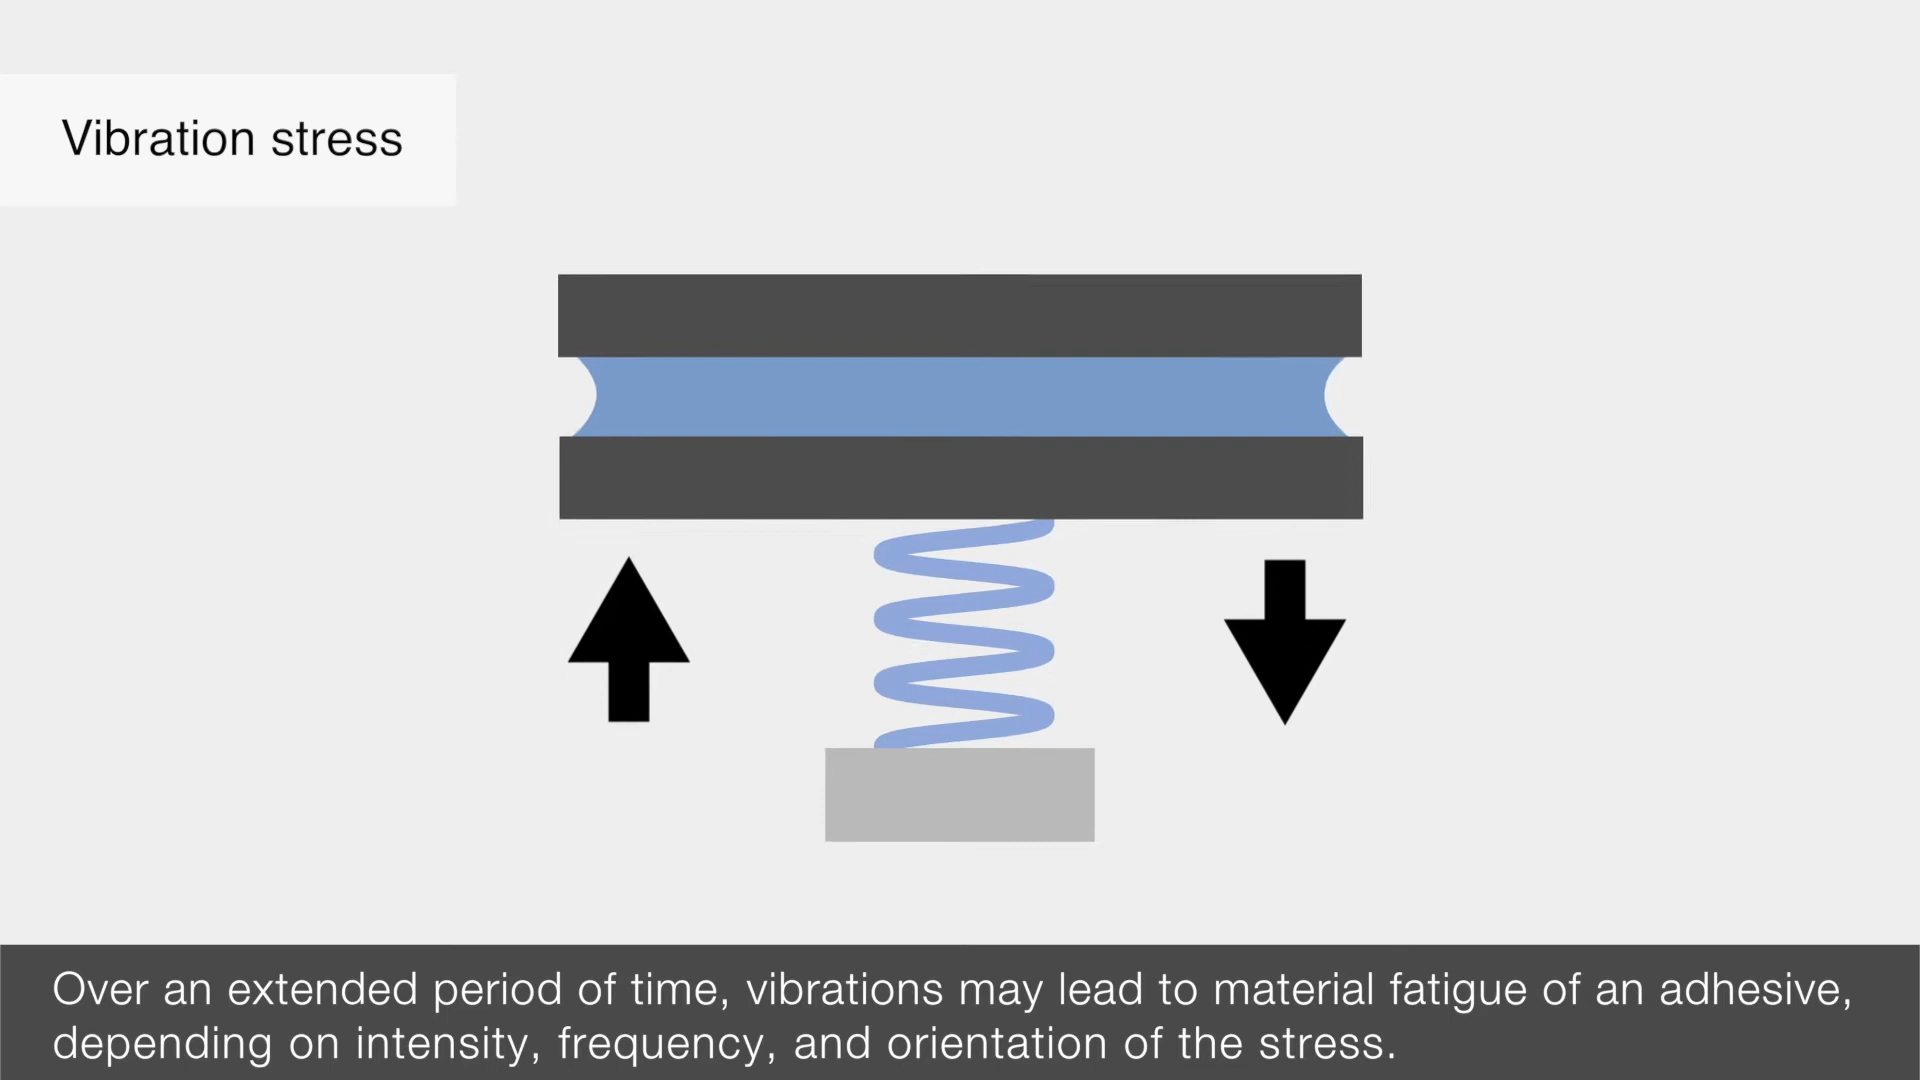 Vibration stress
Over an extended period of time, vibrations may lead to material fatigue of an adhesive,
depending on intensity, frequency, and orientation of the stress.